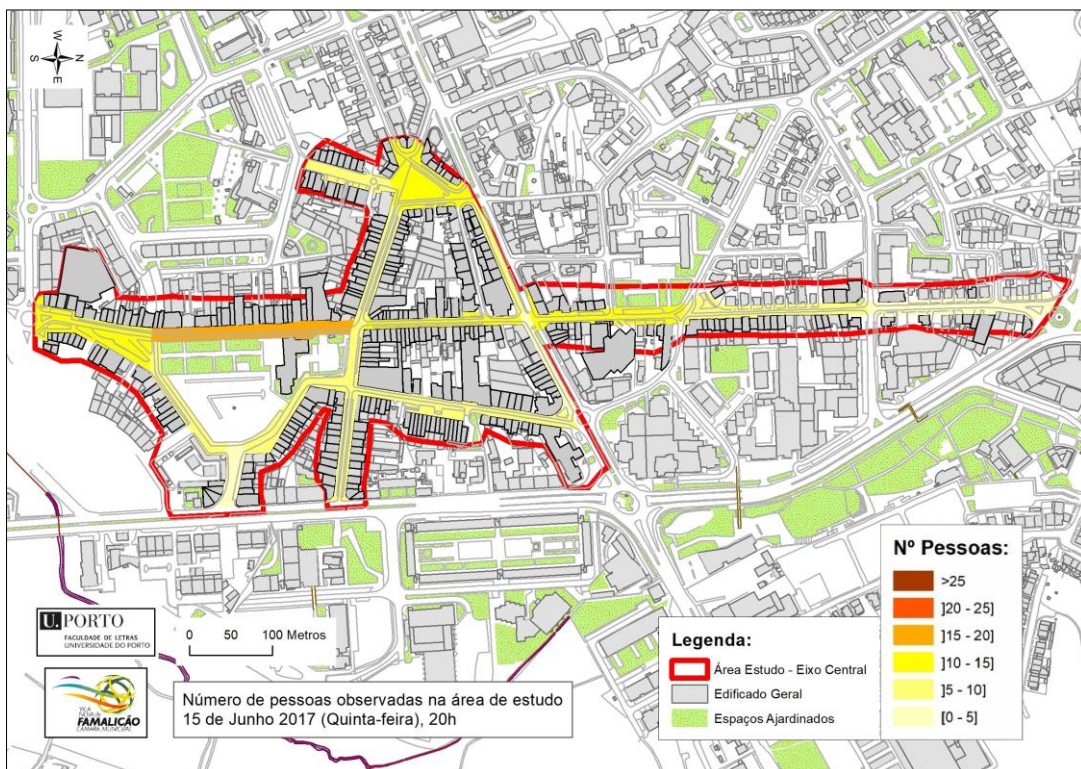 N
S
E
Nº Pessoas:
>25
]20 - 25]
]15 - 20]
]10 - 15]
]5 - 10]
[0 - 5]
Legenda:
Área Estudo - Eixo Central
Edificado Geral
Espaços Ajardinados
U. PORTO
FACULDADE DE LETRAS
UNIVERSIDADE DO PORTO
0 50 100 Metros
VILA NOVA DE
FAMALICÃO
CÂMARA MUNICIPAL
Número de pessoas observadas na área de estudo
15 de Junho 2017 (Quinta-feira), 20h